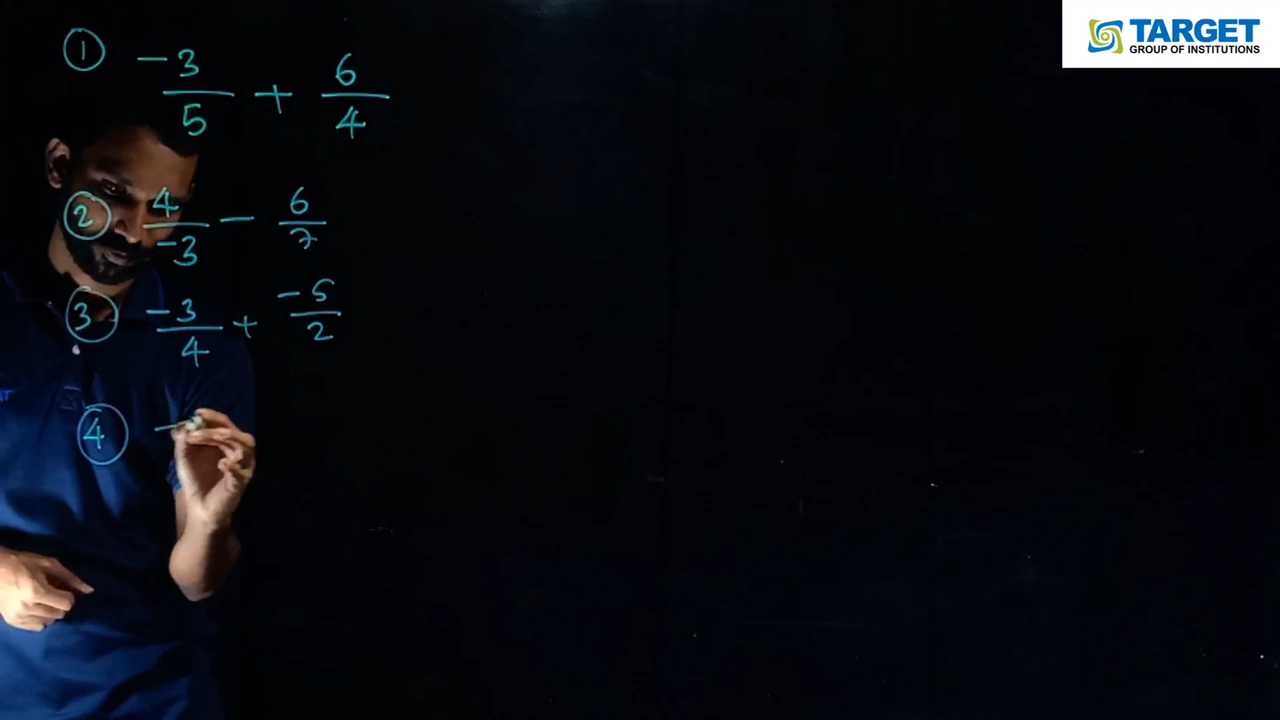 TARGET
GROUP OF INSTITUTIONS
① -3/5 + 6/4
② 4/-3 - 6/7
③ -3/4 + -5/2
④ -